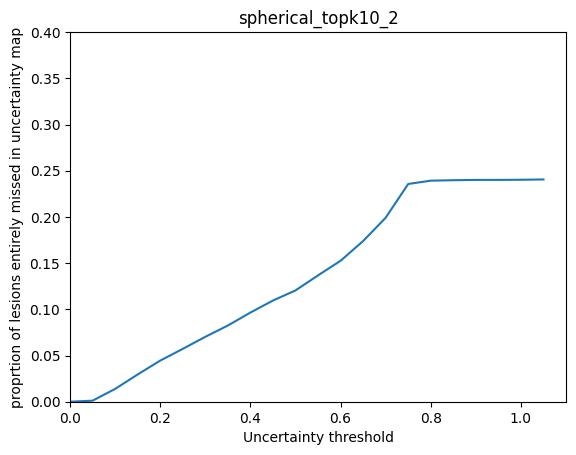 spherical_topk10_2
proprtion of lesions entirely missed in uncertainty map
0.40
0.35
0.30
0.25
0.20
0.15
0.10
0.05
0.00
0.0 0.2 0.4 0.6 0.8 1.0
Uncertainty threshold